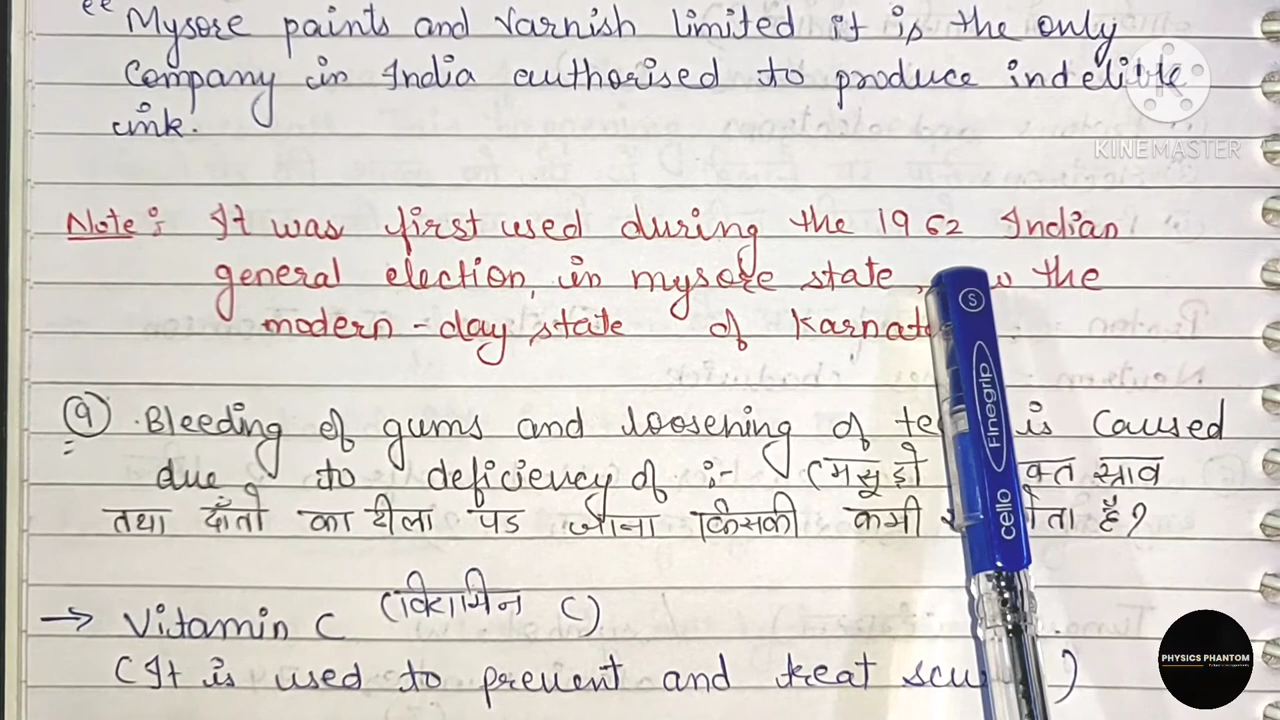 “ Mysore paints and Varnish limited it is the only
Company in India authorised to produce indelible
ink.
KINEMASTER
Note: It was first used during the 1962 Indian
general election, in mysore state, the
modern-day state of Karnat
9 Bleeding of gums and loosening of is Caused
due to deficiency of :- (मसूड़ो स्त्राव
तथा दाँतो का ढीला पड जाना किसकी कमी है?
→ Vitamin C (विटामिन C)
(It is used to prevent and treat )
S
cello Finegrip
PHYSICS PHANTOM